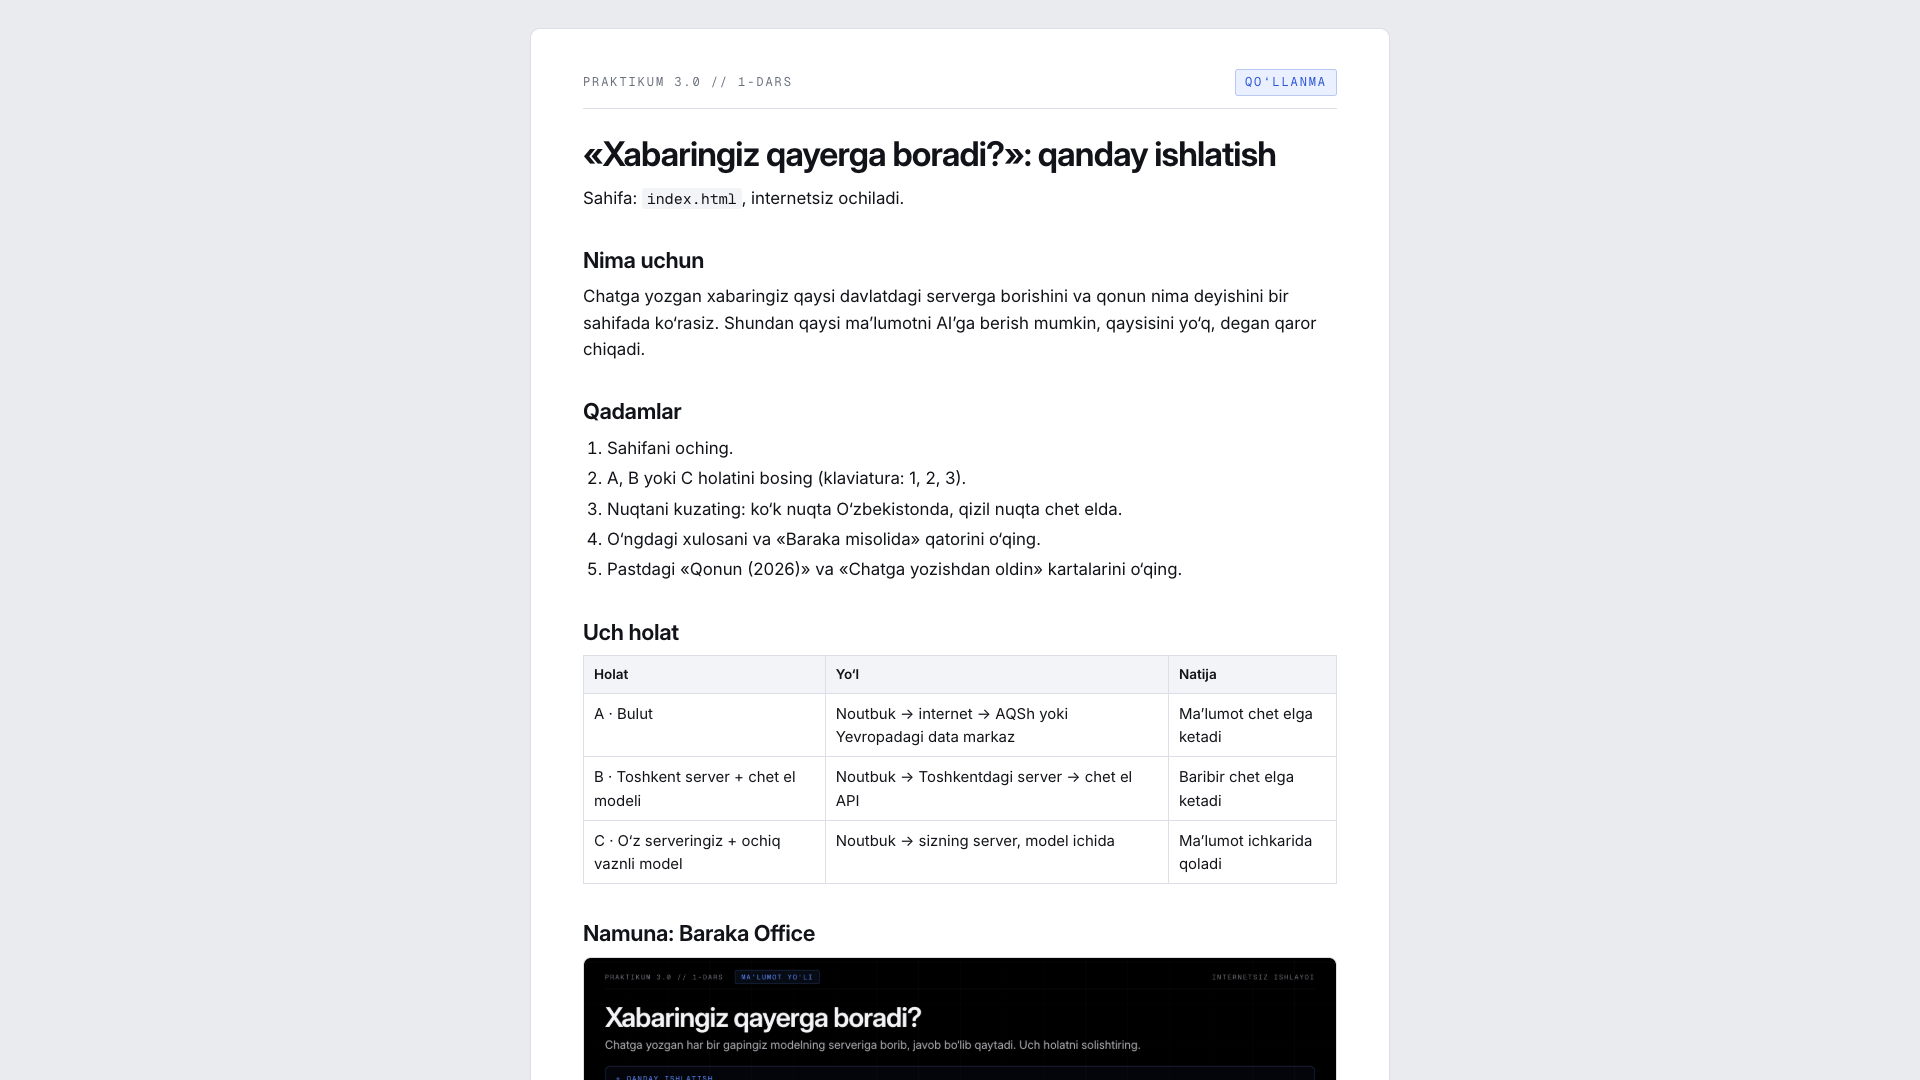 PRAKTIKUM 3.0 // 1-DARS
QO‘LLANMA
«Xabaringiz qayerga boradi?»: qanday ishlatish
Sahifa: index.html, internetsiz ochiladi.
Nima uchun
Chatga yozgan xabaringiz qaysi davlatdagi serverga borishini va qonun nima deyishini bir
sahifada ko‘rasiz. Shundan qaysi ma’lumotni AI’ga berish mumkin, qaysisini yo‘q, degan qaror
chiqadi.
Qadamlar
1. Sahifani oching.
2. A, B yoki C holatini bosing (klaviatura: 1, 2, 3).
3. Nuqtani kuzating: ko‘k nuqta O‘zbekistonda, qizil nuqta chet elda.
4. O‘ngdagi xulosani va «Baraka misolida» qatorini o‘qing.
5. Pastdagi «Qonun (2026)» va «Chatga yozishdan oldin» kartalarini o‘qing.
Uch holat
Holat
Yo‘l
Natija
A · Bulut
Noutbuk → internet → AQSh yoki
Yevropadagi data markaz
Ma’lumot chet elga
ketadi
B · Toshkent server + chet el
modeli
Noutbuk → Toshkentdagi server → chet el
API
Baribir chet elga
ketadi
C · O‘z serveringiz + ochiq
vaznli model
Noutbuk → sizning server, model ichida
Ma’lumot ichkarida
qoladi
Namuna: Baraka Office
PRAKTIKUM 3.0 // 1-DARS
MA’LUMOT YO‘LI
INTERNETSIZ ISHLAYDI
Xabaringiz qayerga boradi?
Chatga yozgan har bir gapingiz modelning serveriga borib, javob bo‘lib qaytadi. Uch holatni solishtiring.
QANDAY ISHLATISH